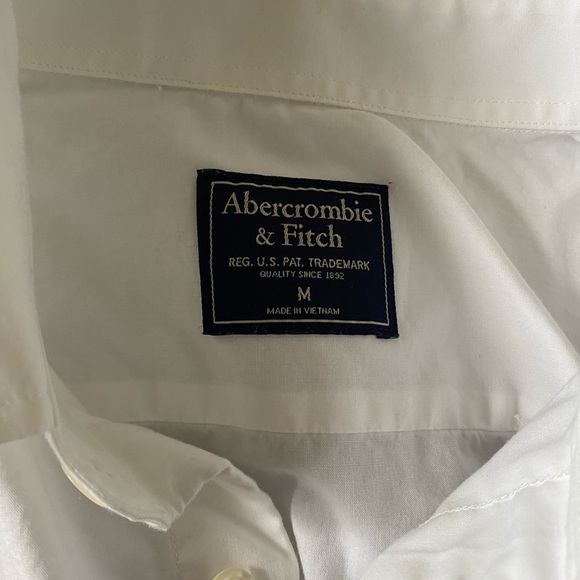 Abercrombie
& Fitch
REG. U.S. PAT. TRADEMARK
QUALITY SINCE 1892
M
MADE IN VIETNAM